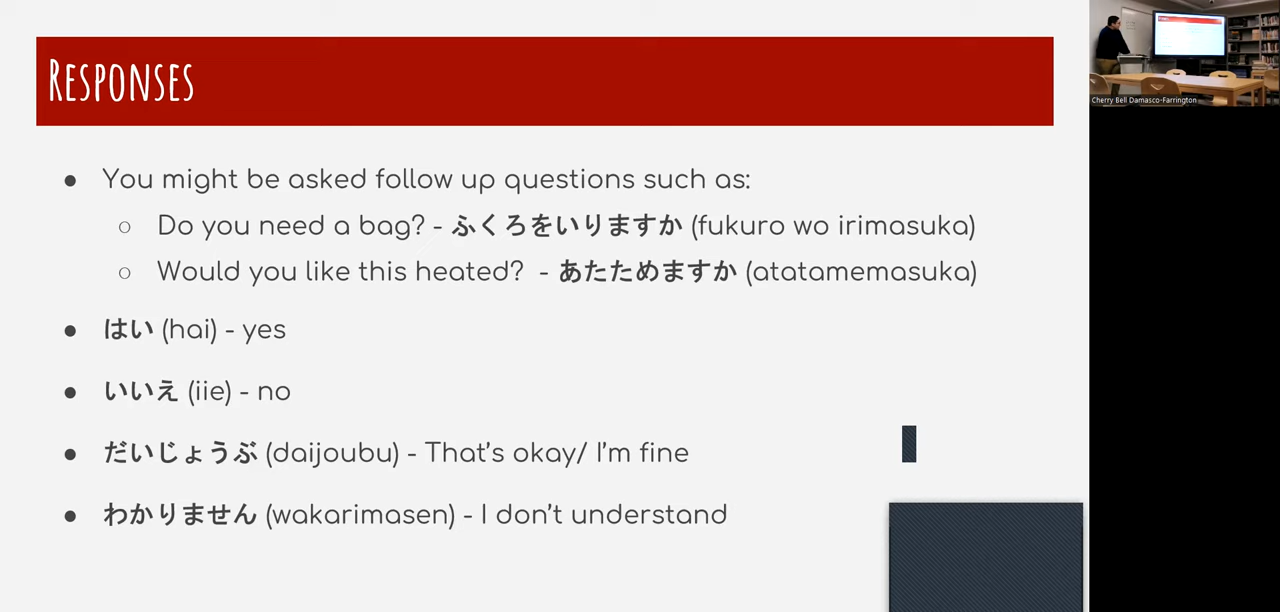 Responses
You might be asked follow up questions such as:
Do you need a bag? - ふくろをいりますか (fukuro wo irimasuka)
Would you like this heated? - あたためますか (atatamemasuka)
はい (hai) - yes
いいえ (iie) - no
だいじょうぶ (daijoubu) - That's okay/ I'm fine
わかりません (wakarimasen) - I don't understand
Cherry Bell Damasco-Farrington